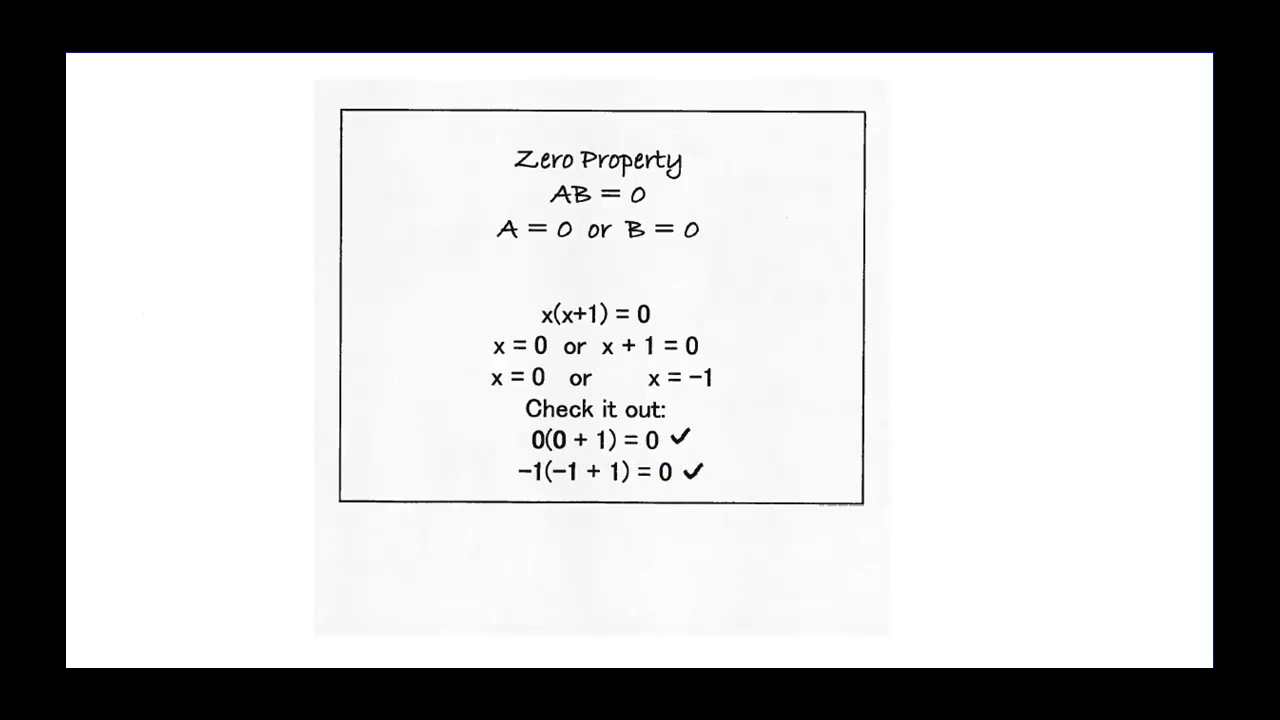 Zero Property
AB = 0
A = 0 or B = 0
x(x+1) = 0
x = 0 or x + 1 = 0
x = 0 or x = −1
Check it out:
0(0 + 1) = 0 ✓
−1(−1 + 1) = 0 ✓